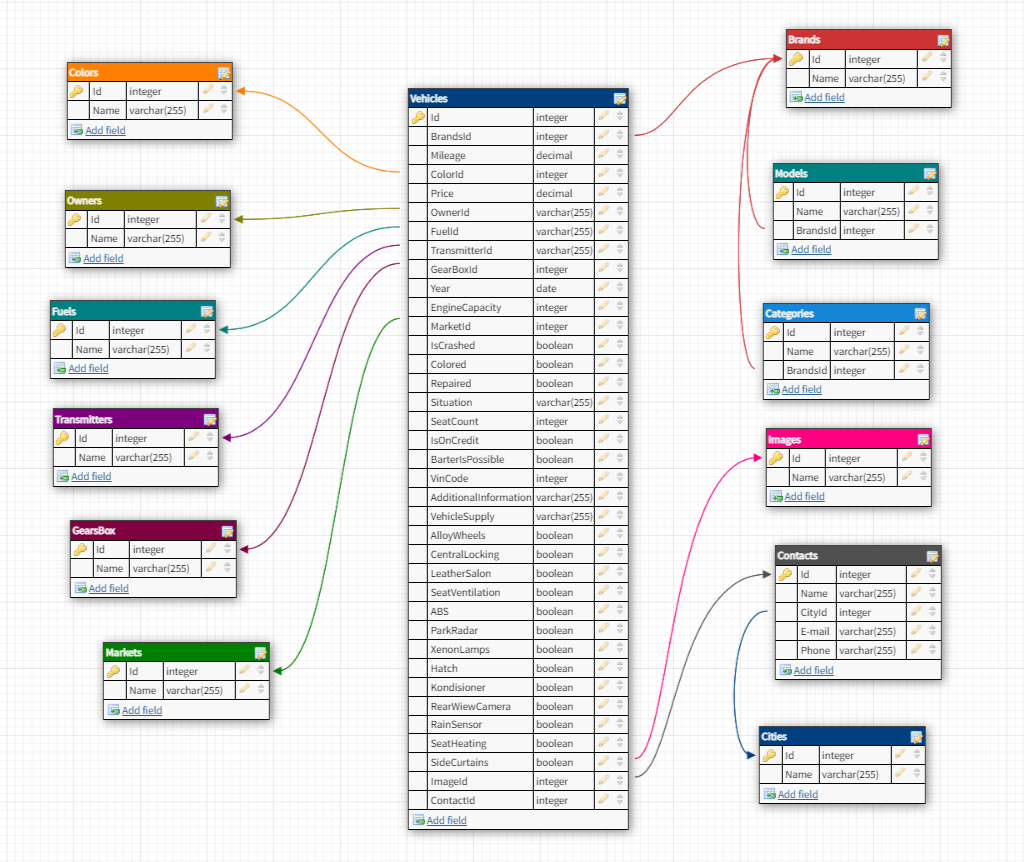 Colors
Id integer
Name varchar(255)
Add field
Owners
Id integer
Name varchar(255)
Add field
Fuels
Id integer
Name varchar(255)
Add field
Transmitters
Id integer
Name varchar(255)
Add field
GearsBox
Id integer
Name varchar(255)
Add field
Markets
Id integer
Name varchar(255)
Add field
Vehicles
Id integer
BrandsId integer
Mileage decimal
ColorId integer
Price decimal
OwnerId varchar(255)
FuelId varchar(255)
TransmitterId varchar(255)
GearBoxId integer
Year date
EngineCapacity integer
MarketId integer
IsCrashed boolean
Colored boolean
Repaired boolean
Situation varchar(255)
SeatCount integer
IsOnCredit boolean
BarterIsPossible boolean
VinCode integer
AdditionalInformation varchar(255)
VehicleSupply varchar(255)
AlloyWheels boolean
CentralLocking boolean
LeatherSalon boolean
SeatVentilation boolean
ABS boolean
ParkRadar boolean
XenonLamps boolean
Hatch boolean
Kondisioner boolean
RearWiewCamera boolean
RainSensor boolean
SeatHeating boolean
SideCurtains boolean
ImageId integer
ContactId integer
Add field
Brands
Id integer
Name varchar(255)
Add field
Models
Id integer
Name varchar(255)
BrandsId integer
Add field
Categories
Id integer
Name varchar(255)
BrandsId integer
Add field
Images
Id integer
Name varchar(255)
Add field
Contacts
Id integer
Name varchar(255)
CityId integer
E-mail varchar(255)
Phone varchar(255)
Add field
Cities
Id integer
Name varchar(255)
Add field